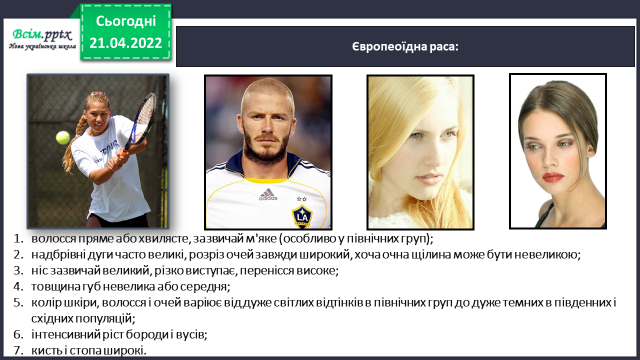 Всім.pptx
Нова українська школа
Сьогодні
21.04.2022
Європеоїдна раса:
LA
1. волосся пряме або хвилясте, зазвичай м'яке (особливо у північних груп);
2. надбрівні дуги часто великі, розріз очей завжди широкий, хоча очна щілина може бути невеликою;
3. ніс зазвичай великий, різко виступає, перенісся високе;
4. товщина губ невелика або середня;
5. колір шкіри, волосся і очей варіює від дуже світлих відтінків в північних груп до дуже темних в південних і
східних популяцій;
6. інтенсивний ріст бороди і вусів;
7. кисть і стопа широкі.